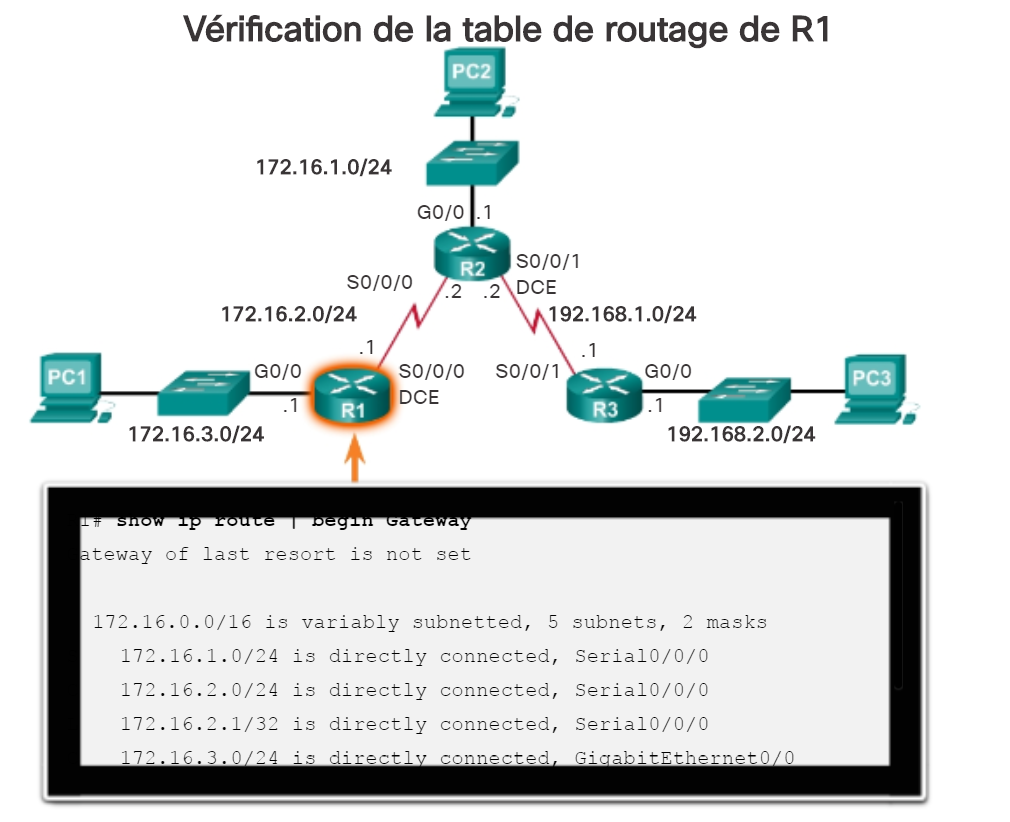 Vérification de la table de routage de R1
PC2
172.16.1.0/24
G0/0 .1
R2
S0/0/1
DCE
S0/0/0
.2 .2
172.16.2.0/24
192.168.1.0/24
.1
.1
PC1
G0/0
S0/0/0
DCE
S0/0/1
G0/0
PC3
.1
R1
R3
.1
172.16.3.0/24
192.168.2.0/24
1# show ip route | begin Gateway
ateway of last resort is not set
172.16.0.0/16 is variably subnetted, 5 subnets, 2 masks
172.16.1.0/24 is directly connected, Serial0/0/0
172.16.2.0/24 is directly connected, Serial0/0/0
172.16.2.1/32 is directly connected, Serial0/0/0
172.16.3.0/24 is directly connected, GigabitEthernet0/0